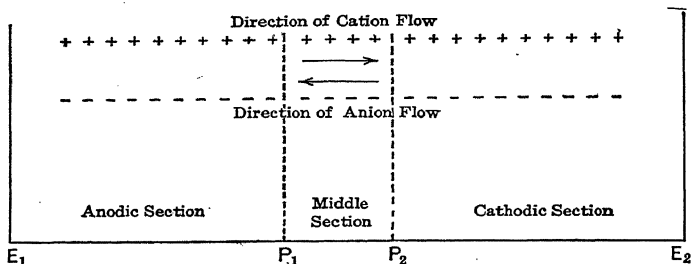 Direction of Cation Flow
+ + + + + + + + + + + + + + + + + + + + + + + +
- - - - - - - - - - - - - - - - - - - - - - - -
Direction of Anion Flow
Anodic Section
Middle
Section
Cathodic Section
E1
P1
P2
E2